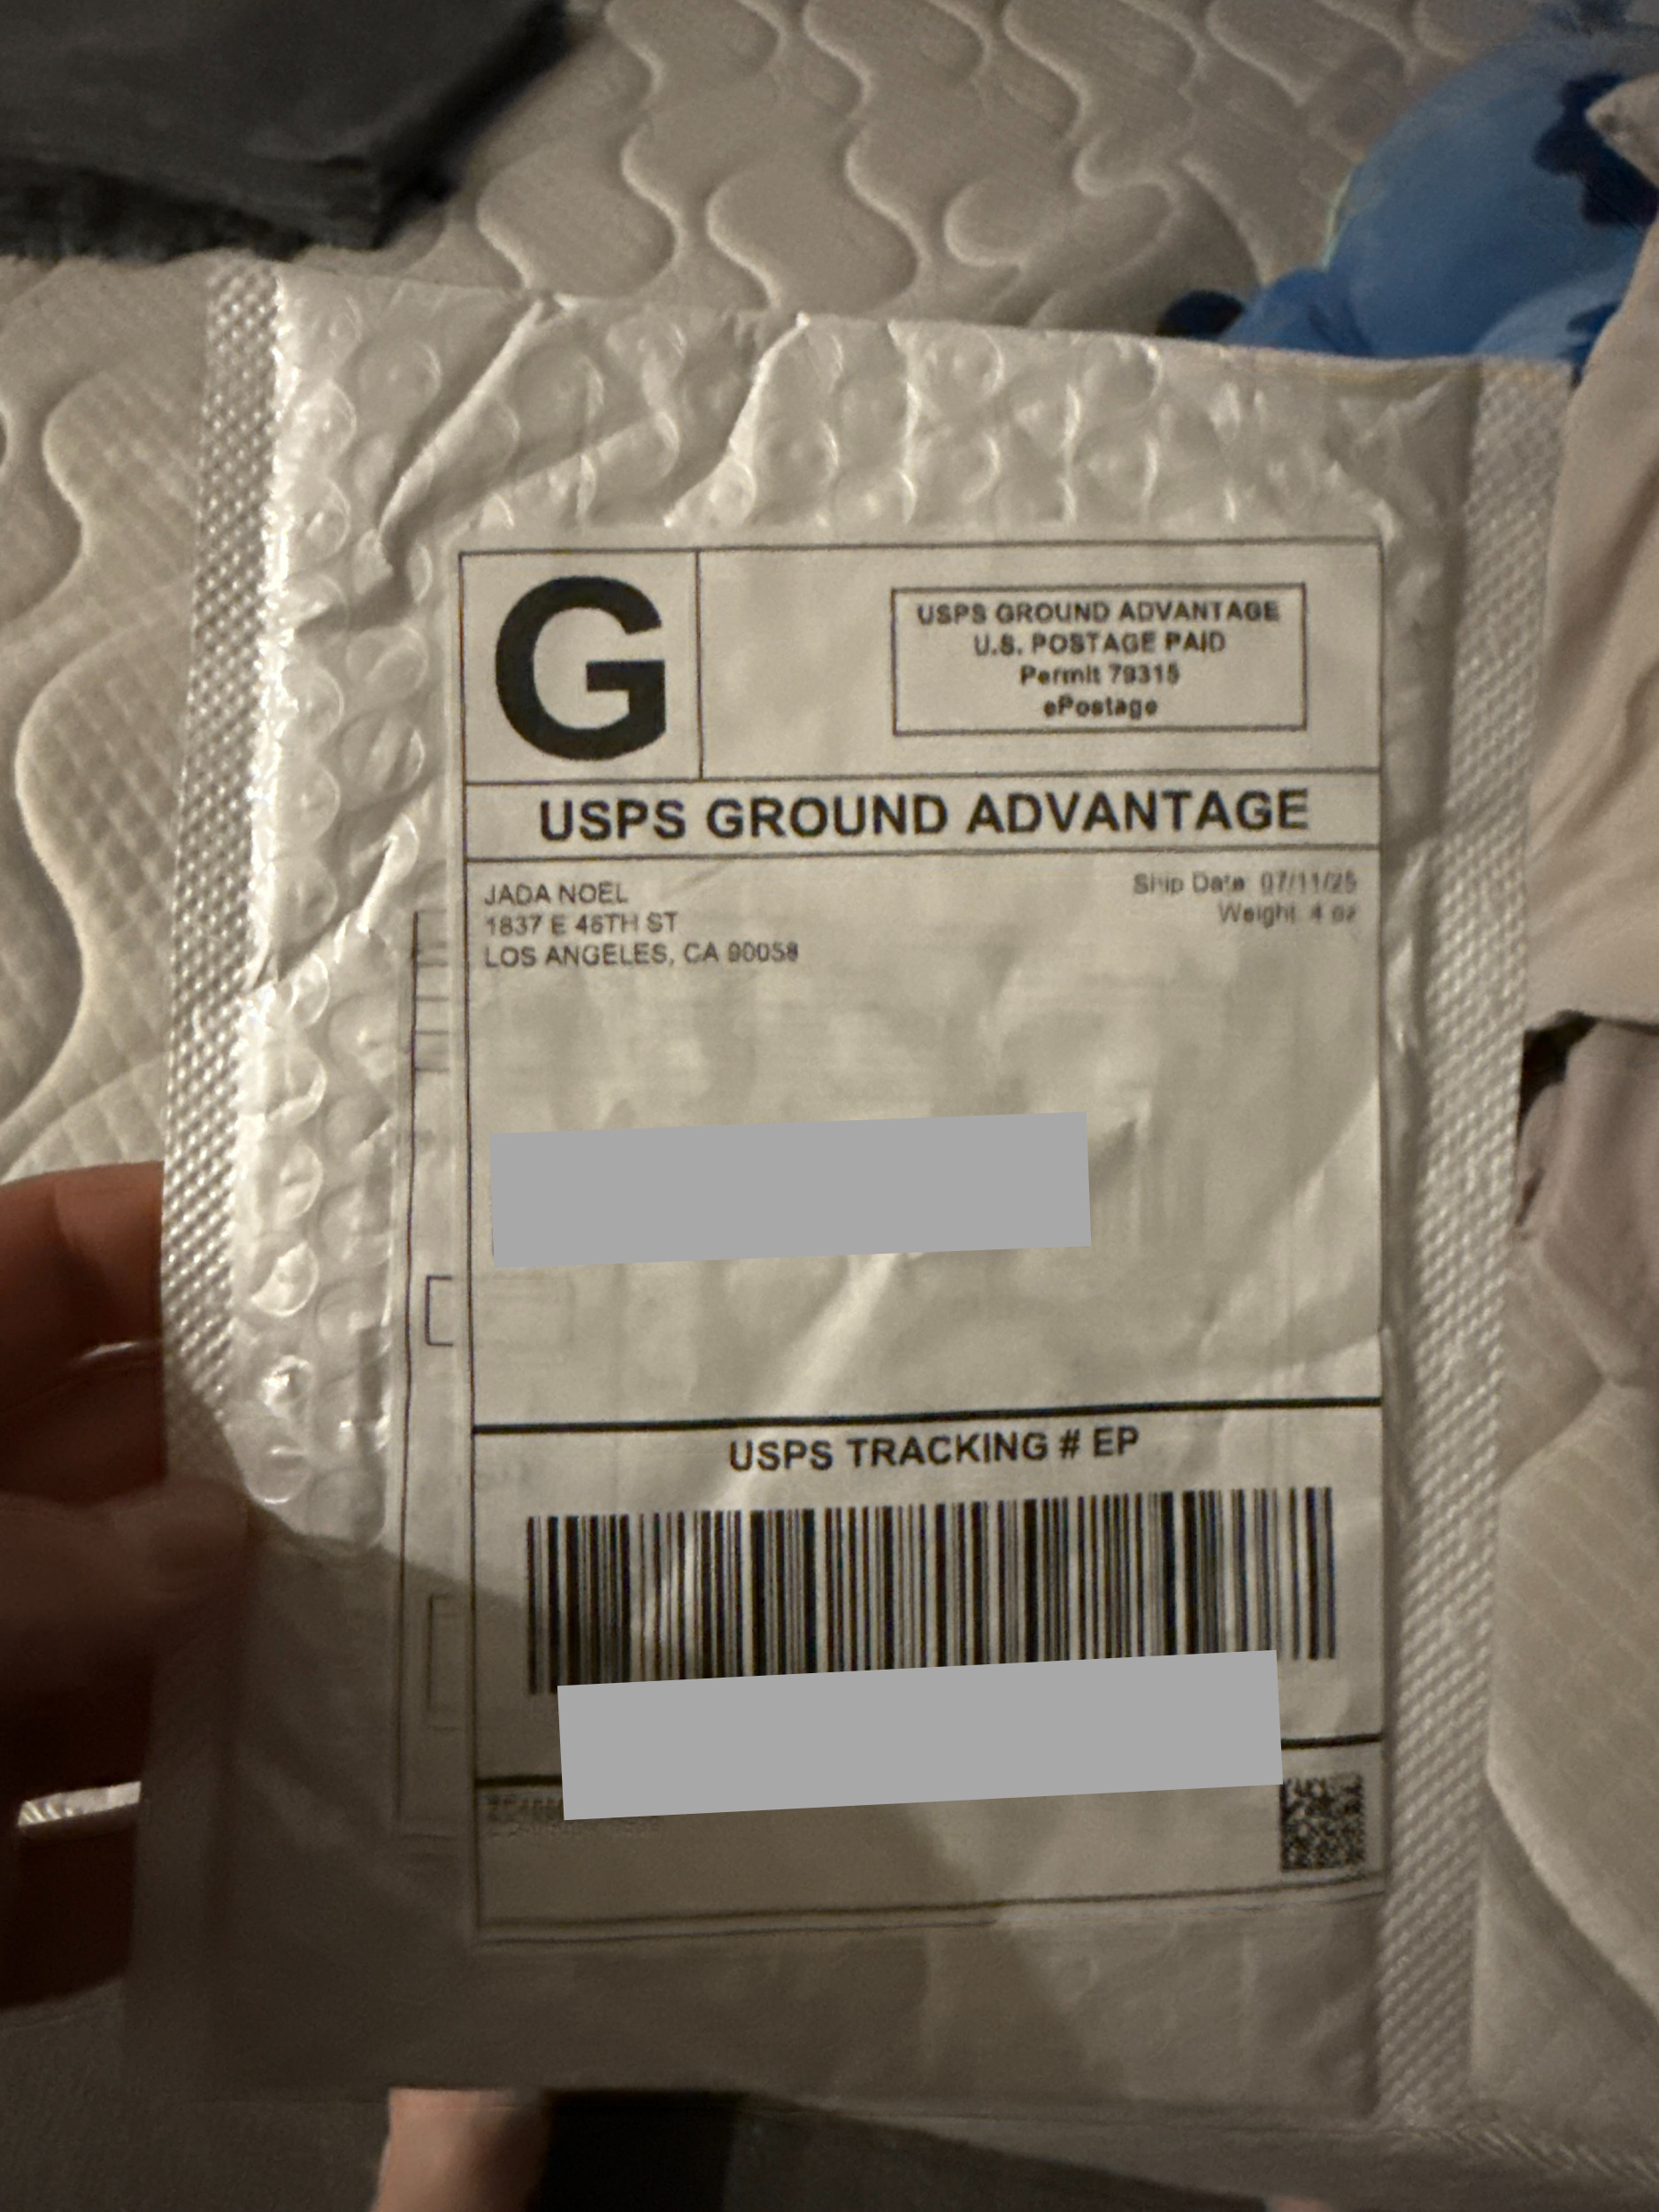 G
USPS GROUND ADVANTAGE
U.S. POSTAGE PAID
Permit 79315
ePostage
USPS GROUND ADVANTAGE
JADA NOEL
1837 E 46TH ST
LOS ANGELES, CA 90058
Ship Date: 07/11/25
Weight: 4 oz
USPS TRACKING # EP